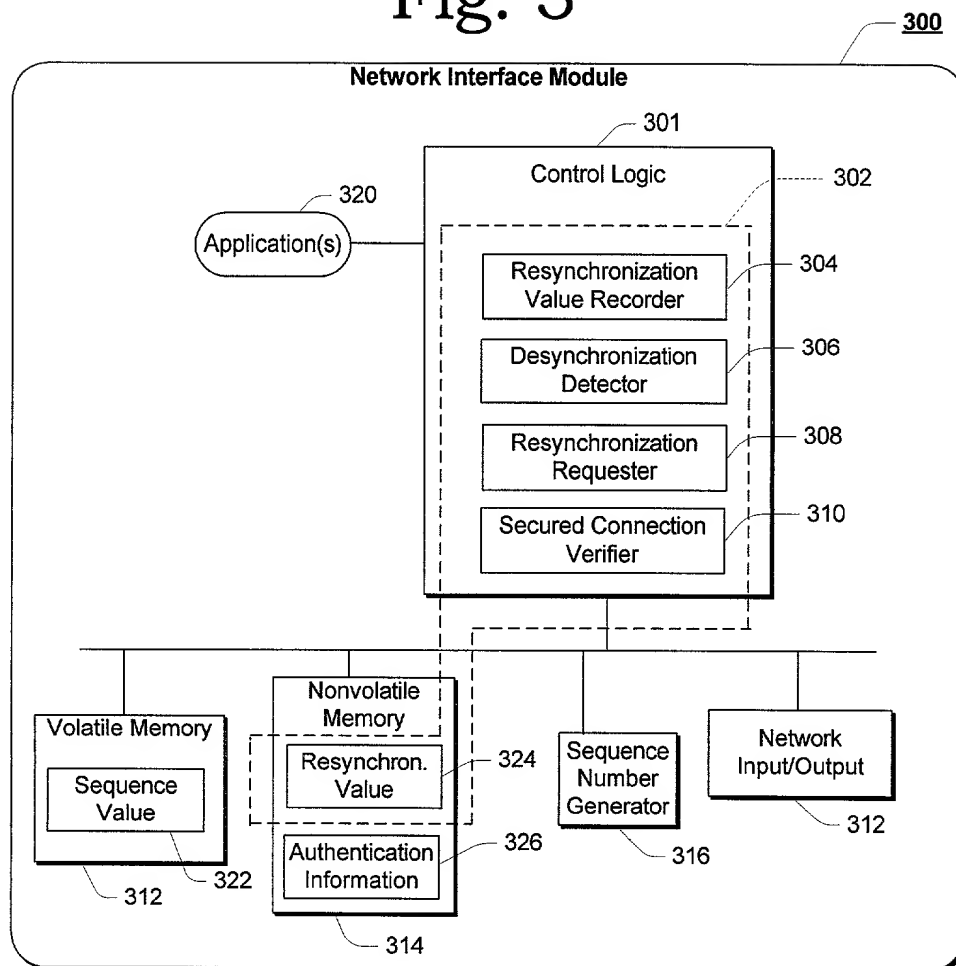 Fig. 3
300
Network Interface Module
301
Control Logic
302
320
Application(s)
Resynchronization
Value Recorder
304
Desynchronization
Detector
306
Resynchronization
Requester
308
Secured Connection
Verifier
310
Volatile Memory
Sequence
Value
322
312
Nonvolatile
Memory
Resynchron.
Value
324
Authentication
Information
326
314
Sequence
Number
Generator
316
Network
Input/Output
312